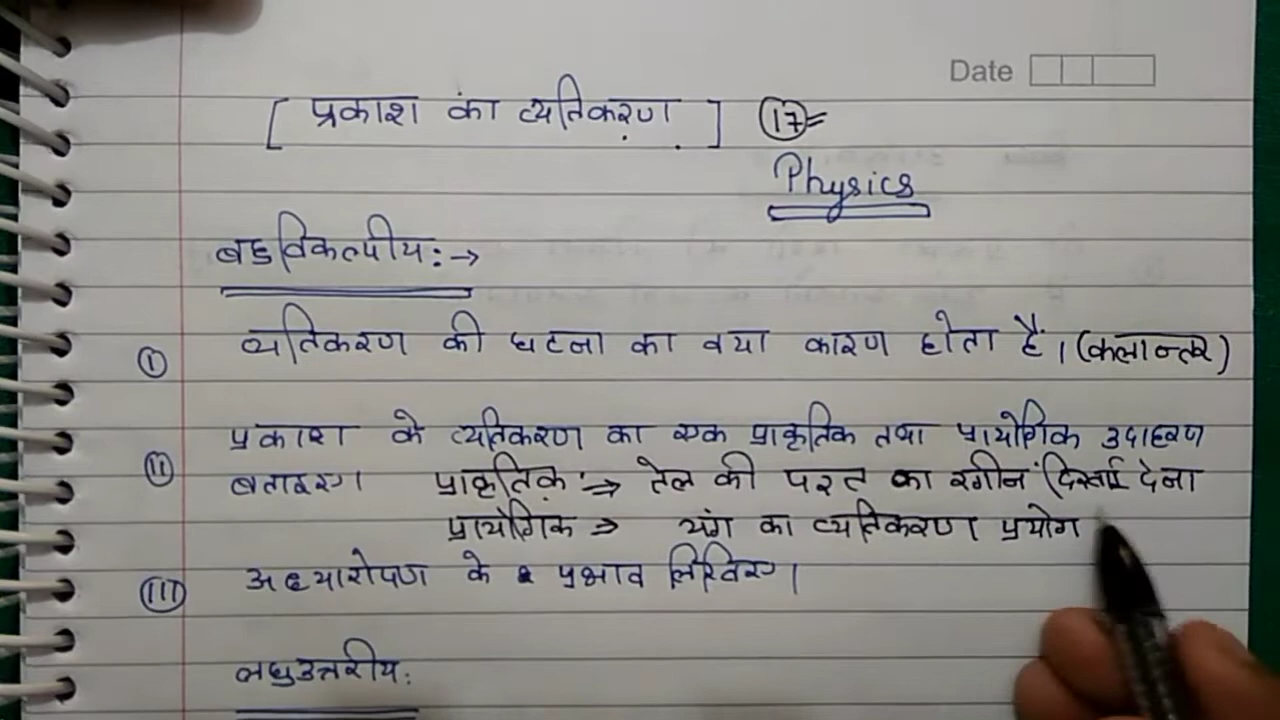 Date
[ प्रकाश का व्यतिकरण ] 17=
Physics
बहुविकल्पीय:→
(I) व्यतिकरण की घटना का क्या कारण होता है। (कलान्तर)
(II) प्रकाश के व्यतिकरण का एक प्राकृतिक तथा प्रायोगिक उदाहरण
बताइए। प्राकृतिक:⇒ तेल की परत का रंगीन दिखाई देना
प्रायोगिक ⇒ यंग का व्यतिकरण प्रयोग
(III) अध्यारोपण के प्रभाव लिखिए।
लघुउत्तरीय: